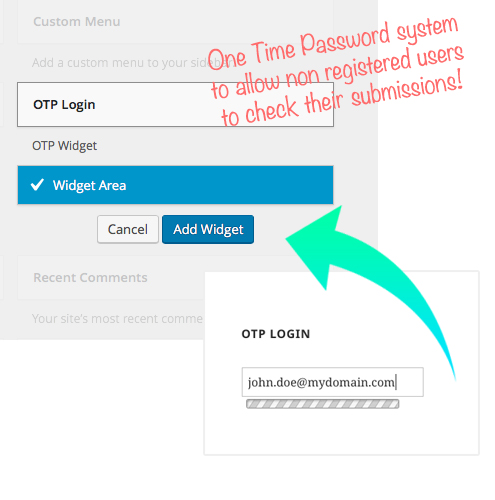 Custom Menu
One Time Password system
to allow non registered users
to check their submissions!
Add a custom menu to your sideba
OTP Login
OTP Widget
Widget Area
Cancel
Add Widget
Recent Comments
Your site's most recent comme
OTP LOGIN
john.doe@mydomain.com